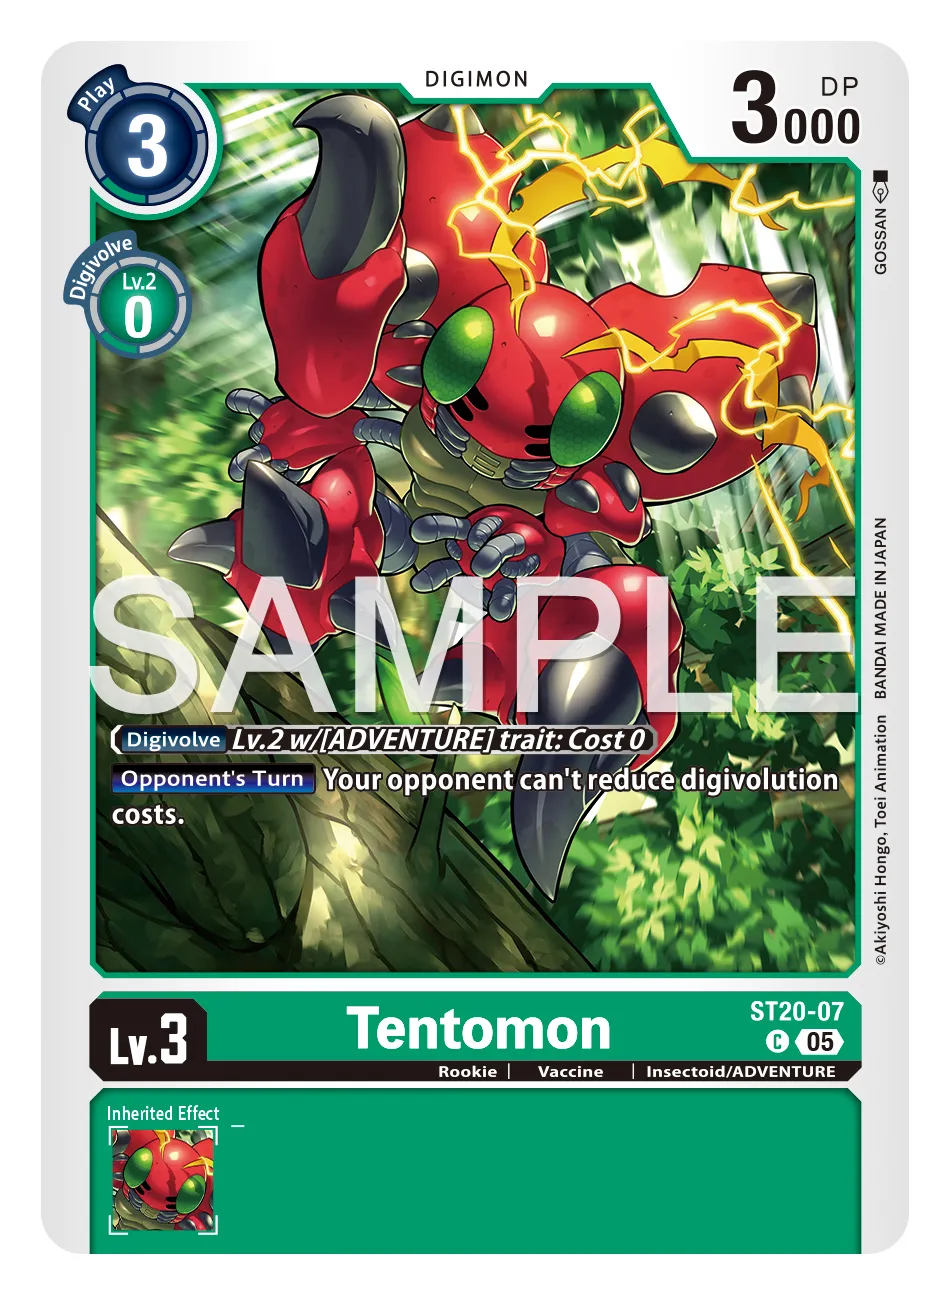 DIGIMON
Play
3
3000
DP
Digivolve
Lv.2
0
GOSSAN
BANDAI MADE IN JAPAN
©Akiyoshi Hongo, Toei Animation
SAMPLE
Digivolve Lv.2 w/[ADVENTURE] trait: Cost 0
Opponent's Turn Your opponent can't reduce digivolution
costs.
Lv.3
Tentomon
ST20-07
C 05
Rookie | Vaccine | Insectoid/ADVENTURE
Inherited Effect –